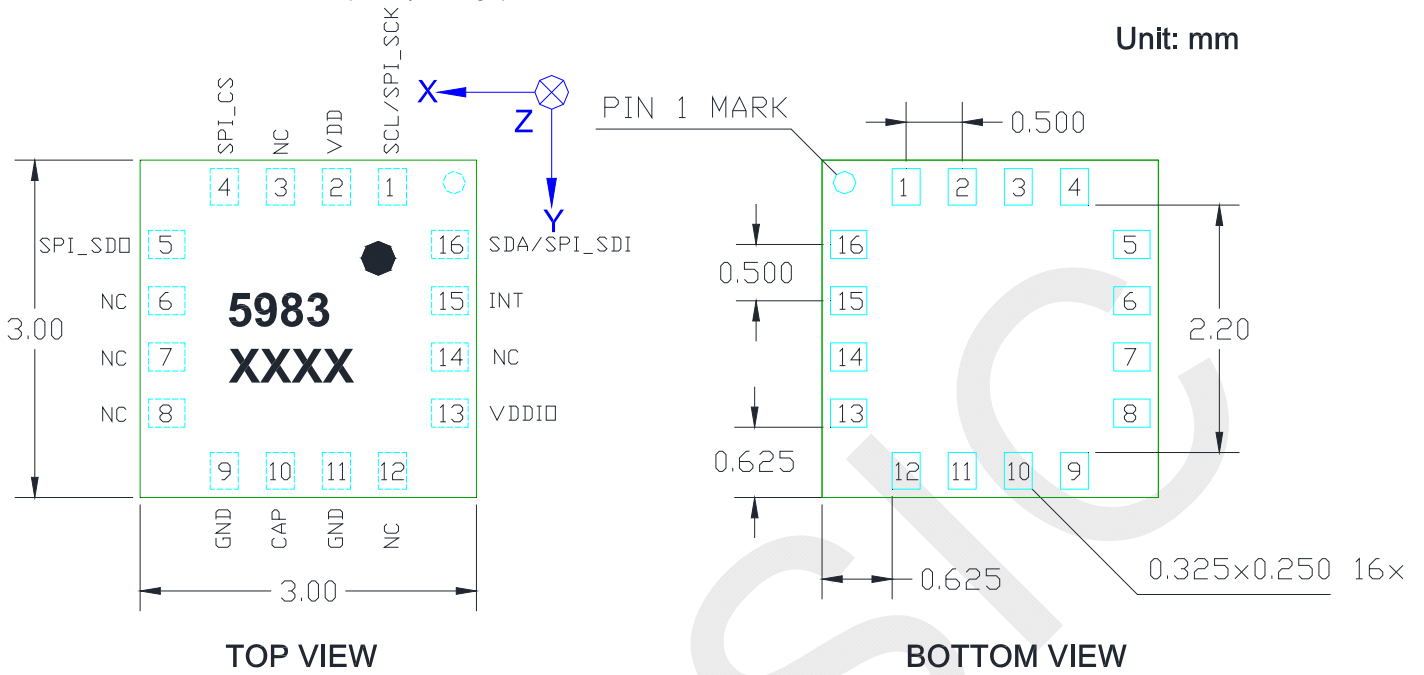 Unit: mm
SPI_CS
NC
VDD
SCL/SPI_SCK
X
Z
Y
PIN 1 MARK
0.500
4
3
2
1
1
2
3
4
SPI_SDO
5
16
SDA/SPI_SDI
16
5
0.500
NC
6
15
INT
15
6
5983
3.00
2.20
NC
7
14
NC
14
7
XXXX
NC
8
13
VDDIO
13
8
0.625
9
10
11
12
12
11
10
9
GND
CAP
GND
NC
3.00
0.625
0.325x0.250 16x
SIC
TOP VIEW
BOTTOM VIEW